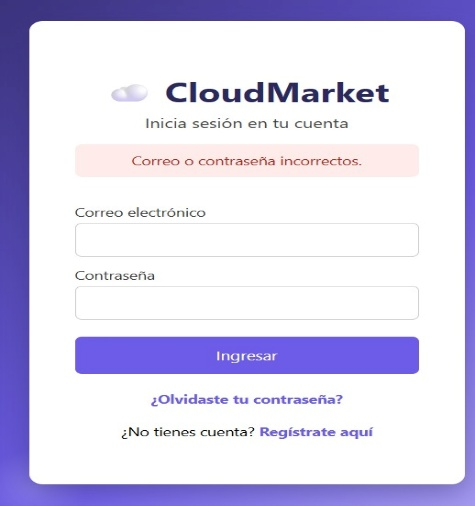 CloudMarket
Inicia sesión en tu cuenta
Correo o contraseña incorrectos.
Correo electrónico
Contraseña
Ingresar
¿Olvidaste tu contraseña?
¿No tienes cuenta? Regístrate aquí